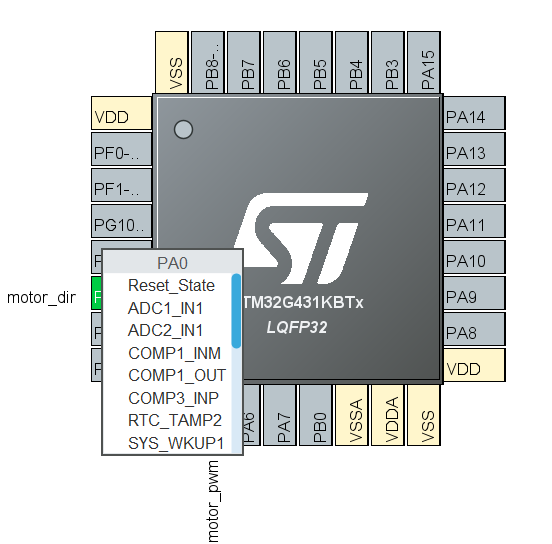 VSS
PB8-..
PB7
PB6
PB5
PB4
PB3
PA15
VDD
PF0-..
PF1-..
PG10..
PA14
PA13
PA12
PA11
PA10
PA9
PA8
VDD
motor_dir
PA0
Reset_State
ADC1_IN1
ADC2_IN1
COMP1_INM
COMP1_OUT
COMP3_INP
RTC_TAMP2
SYS_WKUP1
ST
TM32G431KBTx
LQFP32
PA6
PA7
PB0
VSSA
VDDA
VSS
motor_pwm